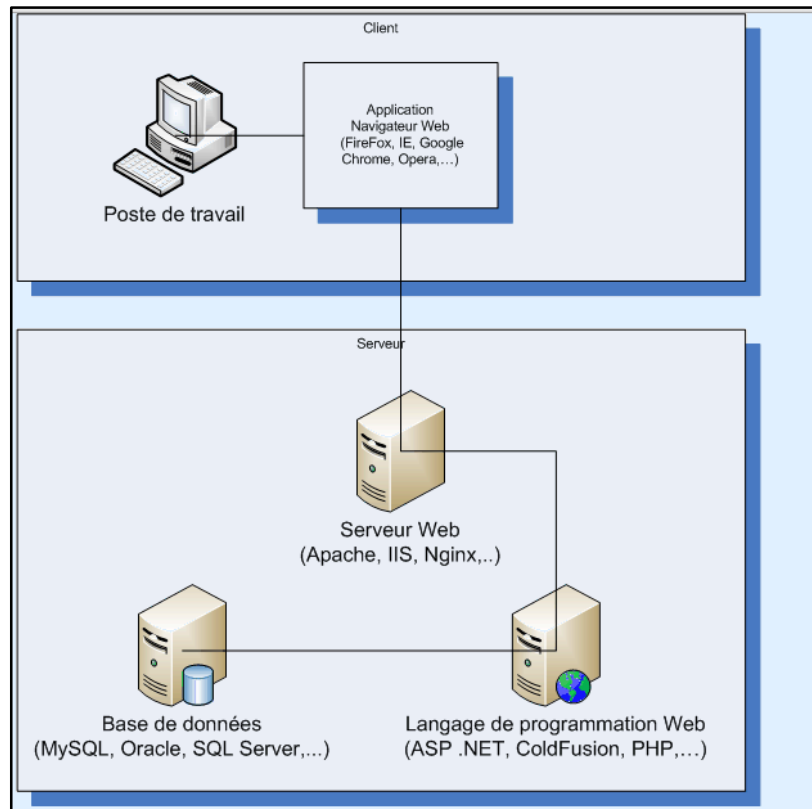 Client
Application
Navigateur Web
(FireFox, IE, Google
Chrome, Opera,…)
Poste de travail
Serveur
Serveur Web
(Apache, IIS, Nginx,..)
Base de données
(MySQL, Oracle, SQL Server,...)
Langage de programmation Web
(ASP .NET, ColdFusion, PHP,…)